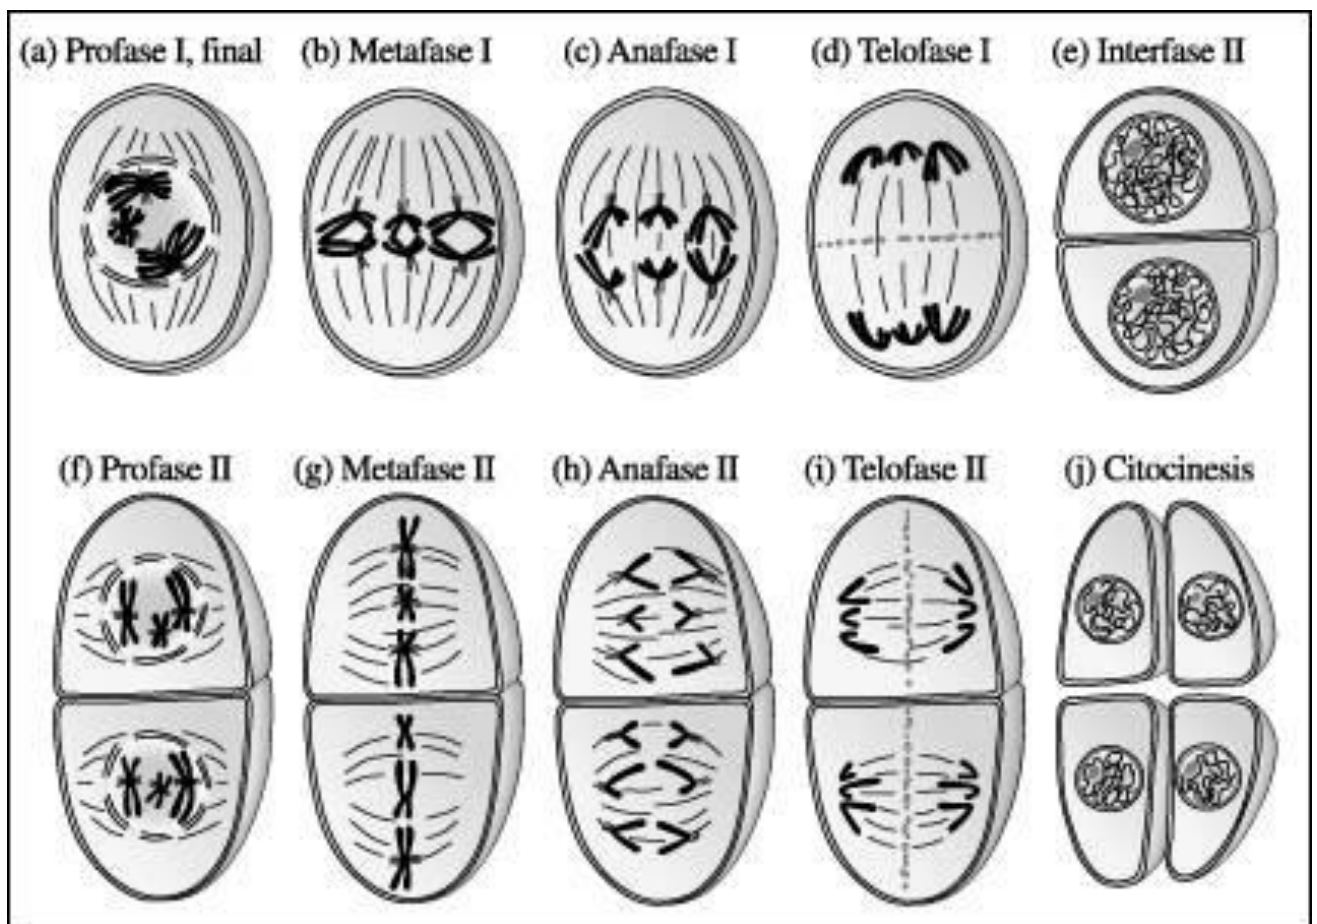 (a) Profase I, final
(b) Metafase I
(c) Anafase I
(d) Telofase I
(e) Interfase II
(f) Profase II
(g) Metafase II
(h) Anafase II
(i) Telofase II
(j) Citocinesis